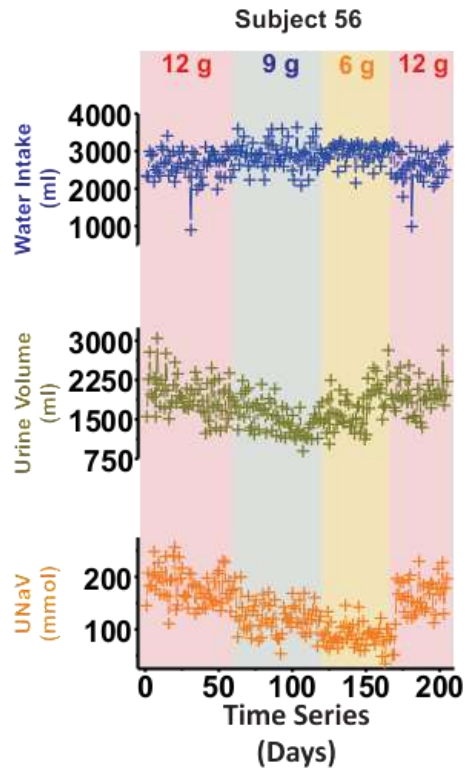 Subject 56
12 g 9 g 6 g 12 g
Water Intake
(ml)
4000
3000
2000
1000
Urine Volume
(ml)
3000
2250
1500
750
UNaV
(mmol)
200
100
0 50 100 150 200
Time Series
(Days)